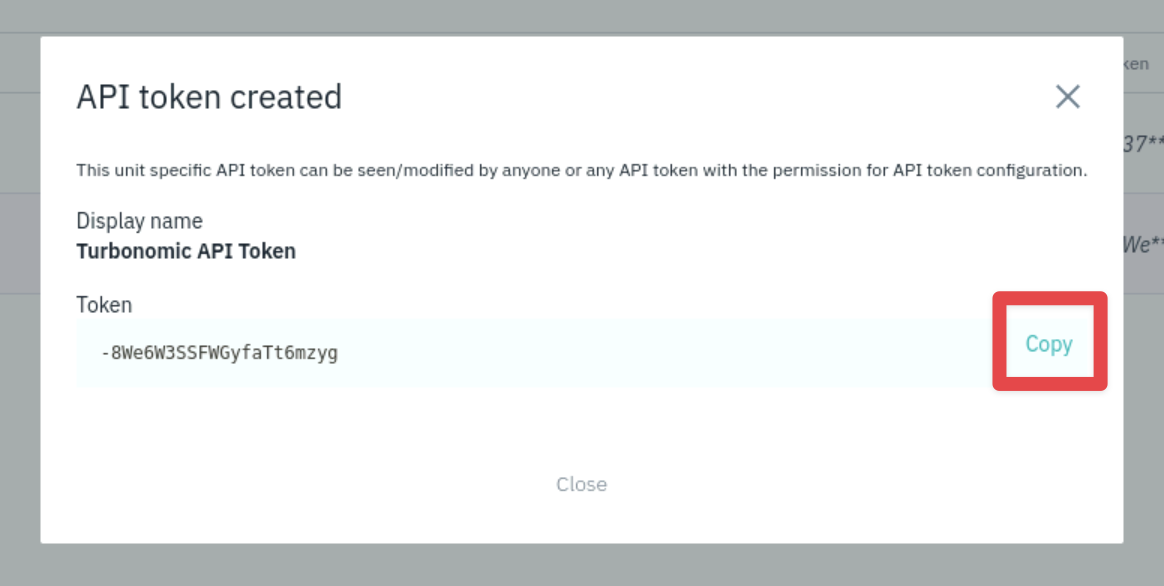 ken
API token created
37**
This unit specific API token can be seen/modified by anyone or any API token with the permission for API token configuration.
Display name
We**
Turbonomic API Token
Token
-8We6W3SSFWGyfaTt6mzyg
Copy
Close